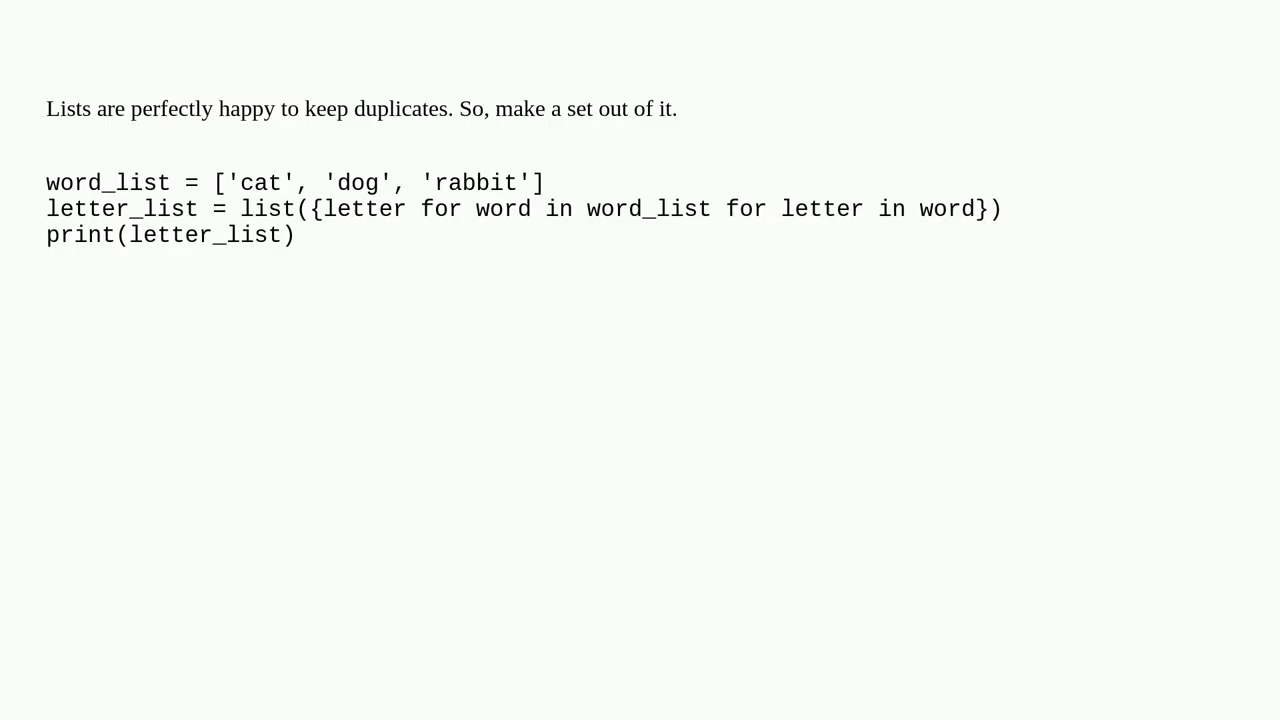 Lists are perfectly happy to keep duplicates. So, make a set out of it.
word_list = ['cat', 'dog', 'rabbit']
letter_list = list({letter for word in word_list for letter in word})
print(letter_list)